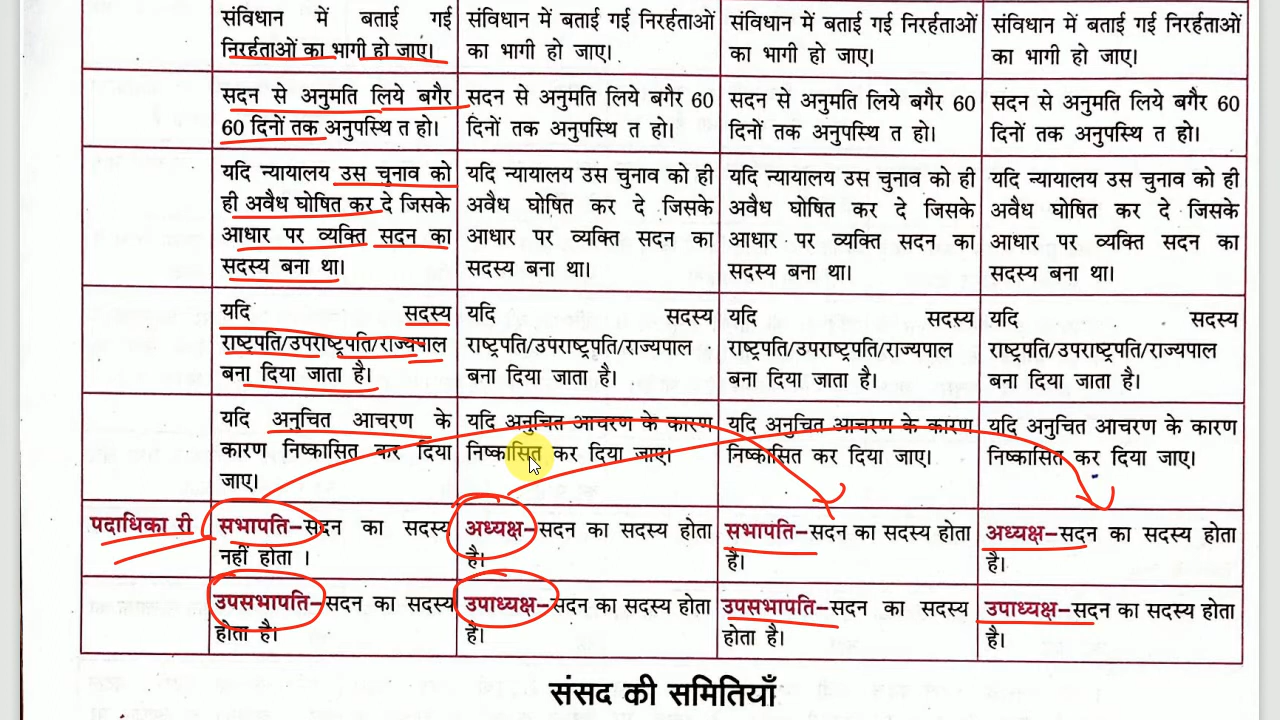 संविधान में बताई गई
निरर्हताओं का भागी हो जाए।
संविधान में बताई गई निरर्हताओं
का भागी हो जाए।
संविधान में बताई गई निरर्हताओं
का भागी हो जाए।
संविधान में बताई गई निरर्हताओं
का भागी हो जाए।
सदन से अनुमति लिये बगैर
60 दिनों तक अनुपस्थि त हो।
सदन से अनुमति लिये बगैर 60
दिनों तक अनुपस्थि त हो।
सदन से अनुमति लिये बगैर 60
दिनों तक अनुपस्थि त हो।
सदन से अनुमति लिये बगैर 60
दिनों तक अनुपस्थि त हो।
यदि न्यायालय उस चुनाव को
ही अवैध घोषित कर दे जिसके
आधार पर व्यक्ति सदन का
सदस्य बना था।
यदि न्यायालय उस चुनाव को ही
अवैध घोषित कर दे जिसके
आधार पर व्यक्ति सदन का
सदस्य बना था।
यदि न्यायालय उस चुनाव को ही
अवैध घोषित कर दे जिसके
आधार पर व्यक्ति सदन का
सदस्य बना था।
यदि न्यायालय उस चुनाव को ही
अवैध घोषित कर दे जिसके
आधार पर व्यक्ति सदन का
सदस्य बना था।
यदि सदस्य
राष्ट्रपति/उपराष्ट्रपति/राज्यपाल
बना दिया जाता है।
यदि सदस्य
राष्ट्रपति/उपराष्ट्रपति/राज्यपाल
बना दिया जाता है।
यदि सदस्य
राष्ट्रपति/उपराष्ट्रपति/राज्यपाल
बना दिया जाता है।
यदि सदस्य
राष्ट्रपति/उपराष्ट्रपति/राज्यपाल
बना दिया जाता है।
यदि अनुचित आचरण के
कारण निष्कासित कर दिया
जाए।
यदि अनुचित आचरण के कारण
निष्कासित कर दिया जाए।
यदि अनुचित आचरण के कारण
निष्कासित कर दिया जाए।
यदि अनुचित आचरण के कारण
निष्कासित कर दिया जाए।
पदाधिका री
सभापति–सदन का सदस्य
नहीं होता ।
अध्यक्ष–सदन का सदस्य होता
है।
सभापति–सदन का सदस्य होता
है।
अध्यक्ष–सदन का सदस्य होता
है।
उपसभापति–सदन का सदस्य
होता है।
उपाध्यक्ष–सदन का सदस्य होता
है।
उपसभापति–सदन का सदस्य
होता है।
उपाध्यक्ष–सदन का सदस्य होता
है।
संसद की समितियाँ